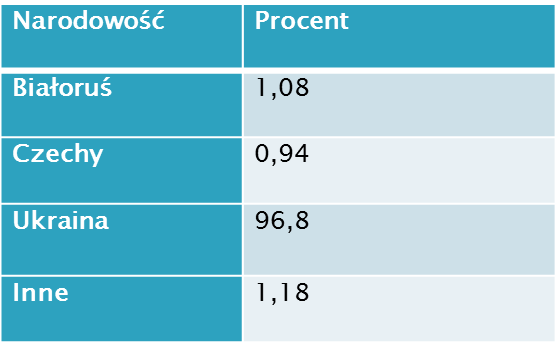 Narodowość Procent
Białoruś 1,08
Czechy 0,94
Ukraina 96,8
Inne 1,18